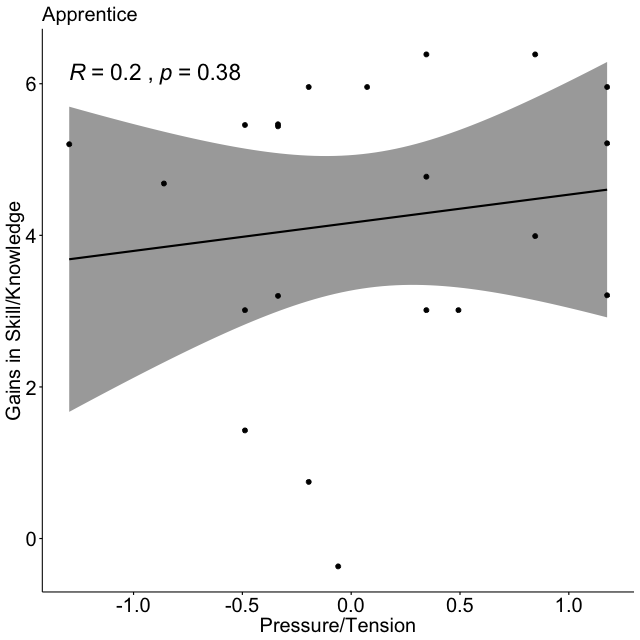 Apprentice
R = 0.2 , p = 0.38
6
4
2
0
Gains in Skill/Knowledge
-1.0 -0.5 0.0 0.5 1.0
Pressure/Tension